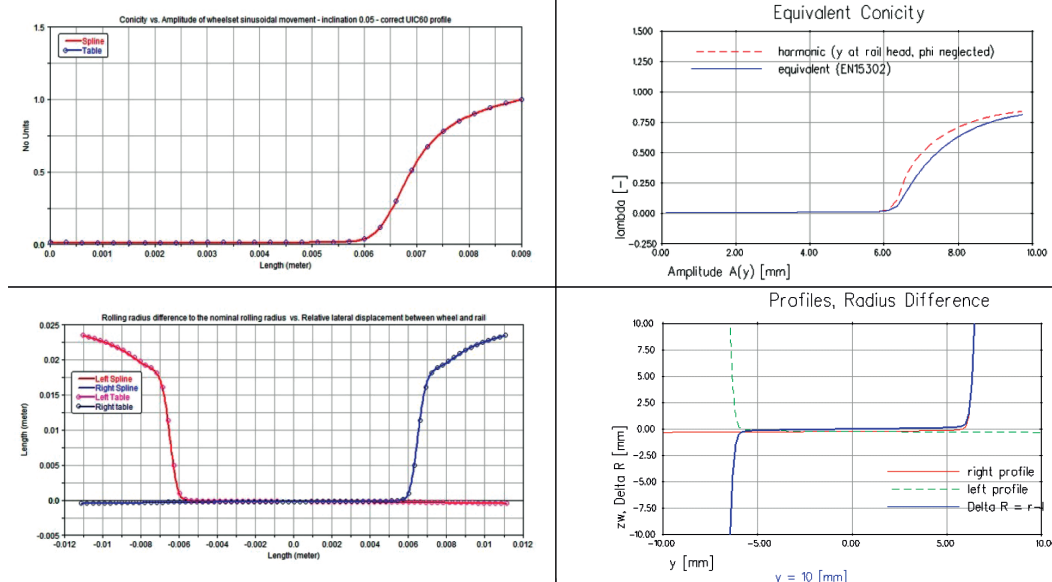 Conicity vs. Amplitude of wheelset sinusoidal movement - inclination 0.05 - correct UIC60 profile
1.5
Spline
Table
1.0
No Units
0.5
0.0
0.0 0.001 0.002 0.003 0.004 0.005 0.006 0.007 0.008 0.009
Length (meter)
Equivalent Conicity
1.500
harmonic (y at rail head, phi neglected)
1.250
equivalent (EN15302)
1.000
0.750
0.500
0.250
lambda [-]
0.000
-0.250
0.00 2.00 4.00 6.00 8.00 10.00
Amplitude A(y) [mm]
Rolling radius difference to the nominal rolling radius vs. Relative lateral displacement between wheel and rail
0.025
0.02
Left Spline
Right Spline
Left Table
Right table
0.015
Length (meter)
0.01
0.005
0.0
-0.005
-0.012 -0.01 -0.008 -0.006 -0.004 -0.002 0.0 0.002 0.004 0.006 0.008 0.01 0.012
Length (meter)
Profiles, Radius Difference
10.00
7.50
5.00
2.50
0.00
zw, Delta R [mm]
-2.50
right profile
-5.00
left profile
-7.50
Delta R = r-l
-10.00
-10.00 -5.00 0.00 5.00 10.00
y [mm]
y = 10 [mm]